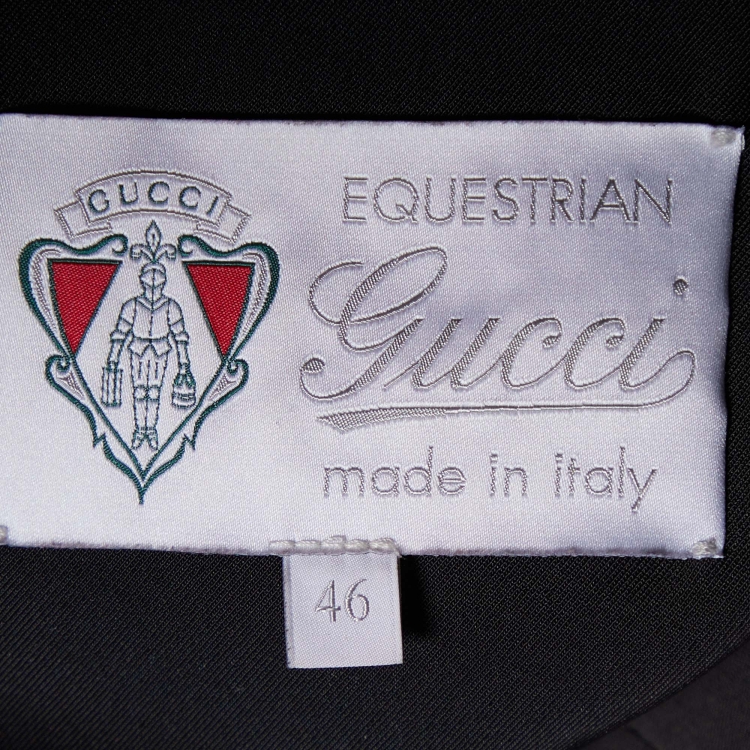 GUCCI
EQUESTRIAN
Gucci
made in italy
46